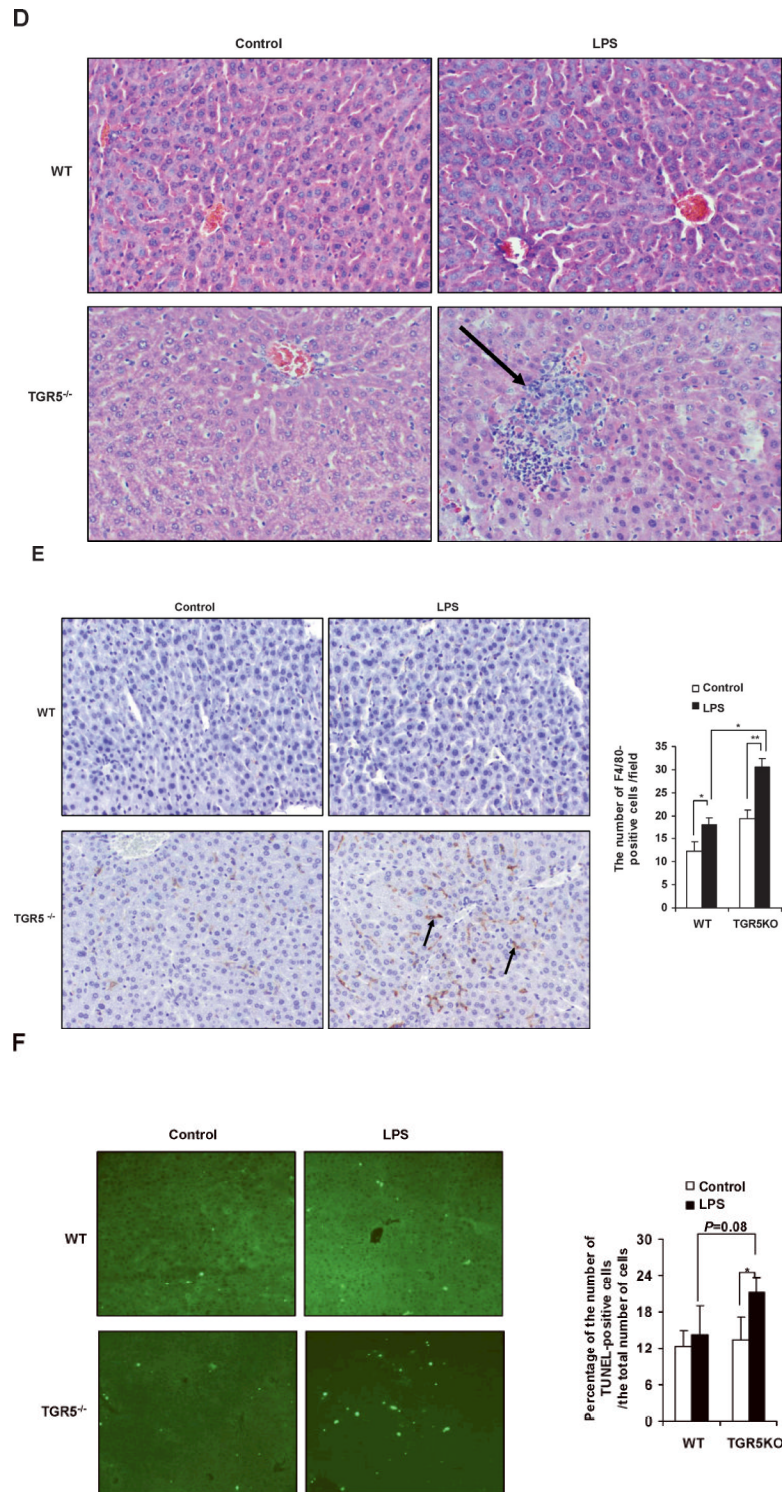 D
Control LPS
WT
TGR5-/-
E
Control LPS
WT
TGR5 -/-
Control
LPS
The number of F4/80-
positive cells /field
35
30
25
20
15
10
5
0
*
**
*
WT TGR5KO
F
Control LPS
WT
TGR5-/-
Control
LPS
Percentage of the number of
TUNEL-positive cells
/the total number of cells
P=0.08
*
30
24
18
12
6
0
WT TGR5KO